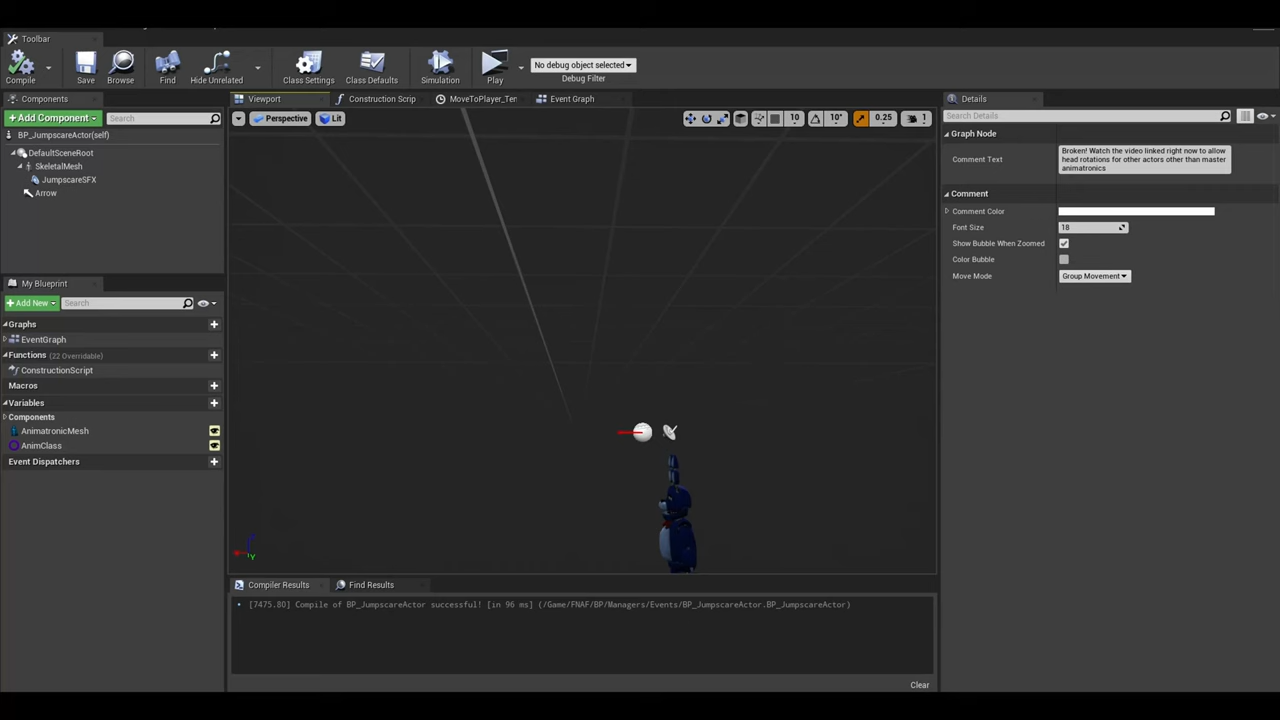 Toolbar
Compile
Save
Browse
Find
Hide Unrelated
Class Settings
Class Defaults
Simulation
Play
No debug object selected
Debug Filter
Components
Viewport
Construction Scrip
MoveToPlayer_Ten
Event Graph
Details
+ Add Component
Search
Perspective
Lit
10
10°
0.25
1
Search Details
BP_JumpscareActor(self)
DefaultSceneRoot
SkeletalMesh
JumpscareSFX
Arrow
Graph Node
Comment Text
Broken! Watch the video linked right now to allow
head rotations for other actors other than master
animatronics
Comment
Comment Color
Font Size
18
Show Bubble When Zoomed
Color Bubble
Move Mode
Group Movement
My Blueprint
+ Add New
Search
Graphs
EventGraph
Functions (22 Overridable)
ConstructionScript
Macros
Variables
Components
AnimatronicMesh
AnimClass
Event Dispatchers
Z
X
Y
Compiler Results
Find Results
[7475.80] Compile of BP_JumpscareActor successful! [in 96 ms] (/Game/FNAF/BP/Managers/Events/BP_JumpscareActor.BP_JumpscareActor)
Clear